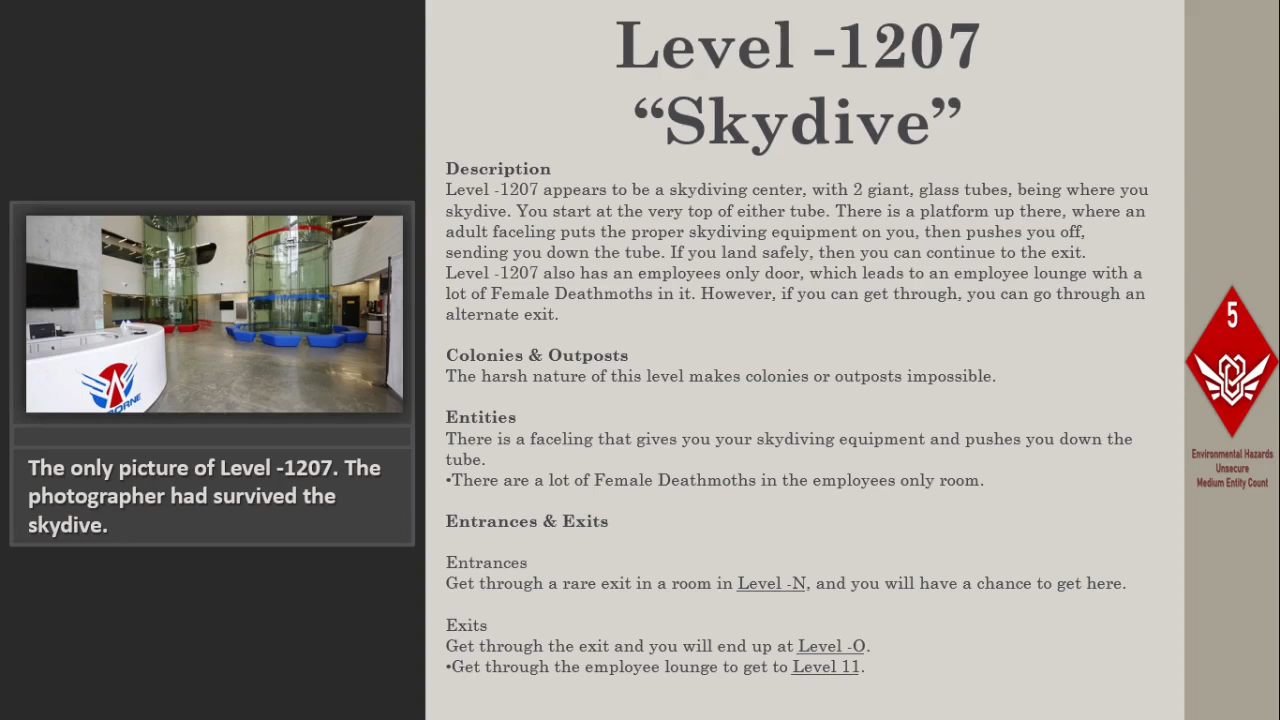 Level -1207
“Skydive”
Description
Level -1207 appears to be a skydiving center, with 2 giant, glass tubes, being where you
skydive. You start at the very top of either tube. There is a platform up there, where an
adult faceling puts the proper skydiving equipment on you, then pushes you off,
sending you down the tube. If you land safely, then you can continue to the exit.
Level -1207 also has an employees only door, which leads to an employee lounge with a
lot of Female Deathmoths in it. However, if you can get through, you can go through an
alternate exit.
Colonies & Outposts
The harsh nature of this level makes colonies or outposts impossible.
Entities
There is a faceling that gives you your skydiving equipment and pushes you down the
tube.
•There are a lot of Female Deathmoths in the employees only room.
Entrances & Exits
Entrances
Get through a rare exit in a room in Level -N, and you will have a chance to get here.
Exits
Get through the exit and you will end up at Level -O.
•Get through the employee lounge to get to Level 11.
The only picture of Level -1207. The
photographer had survived the
skydive.
5
Environmental Hazards
Unsecure
Medium Entity Count